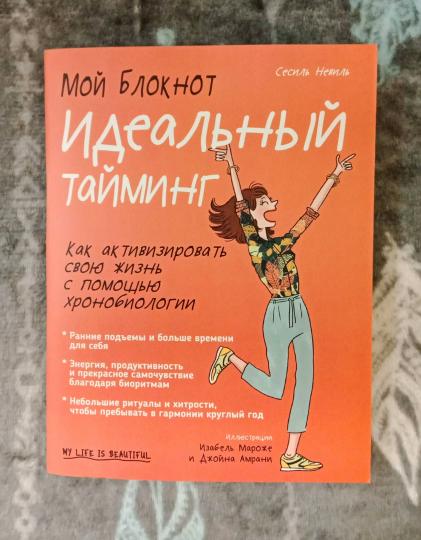 Мой блокнот
Сесиль Невиль
Идеальный
тайминг
Как активизировать
свою жизнь
с помощью
хронобиологии
* Ранние подъемы и больше времени
для себя
* Энергия, продуктивность
и прекрасное самочувствие
благодаря биоритмам
* Небольшие ритуалы и хитрости,
чтобы пребывать в гармонии круглый год
Иллюстрации
Изабель Мароже
и Джойна Амрани
MY LIFE IS BEAUTIFUL